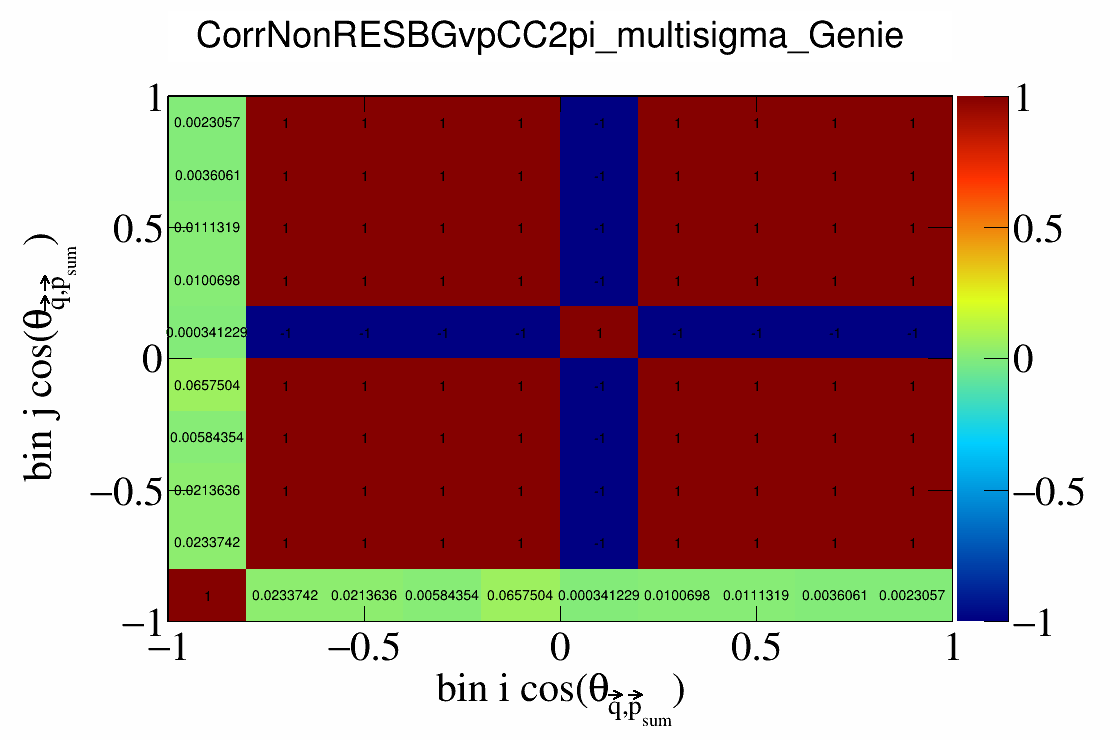 CorrNonRESBGvpCC2pi_multisigma_Genie
1
0.0023057 1 1 1 1 -1 1 1 1 1
1
0.0036061 1 1 1 1 -1 1 1 1 1
0.5
0.0111319 1 1 1 1 -1 1 1 1 1
0.5
0.0100698 1 1 1 1 -1 1 1 1 1
0.000341229 -1 -1 -1 -1 1 -1 -1 -1 -1
0
0
0.0657504 1 1 1 1 -1 1 1 1 1
0.00584354 1 1 1 1 -1 1 1 1 1
−0.5
0.0213636 1 1 1 1 -1 1 1 1 1
−0.5
0.0233742 1 1 1 1 -1 1 1 1 1
1 0.0233742 0.0213636 0.00584354 0.0657504 0.000341229 0.0100698 0.0111319 0.0036061 0.0023057
−1
−1
−1 −0.5 0 0.5 1
bin i cos(θq⃗,p⃗sum)
bin j cos(θq⃗,p⃗sum)